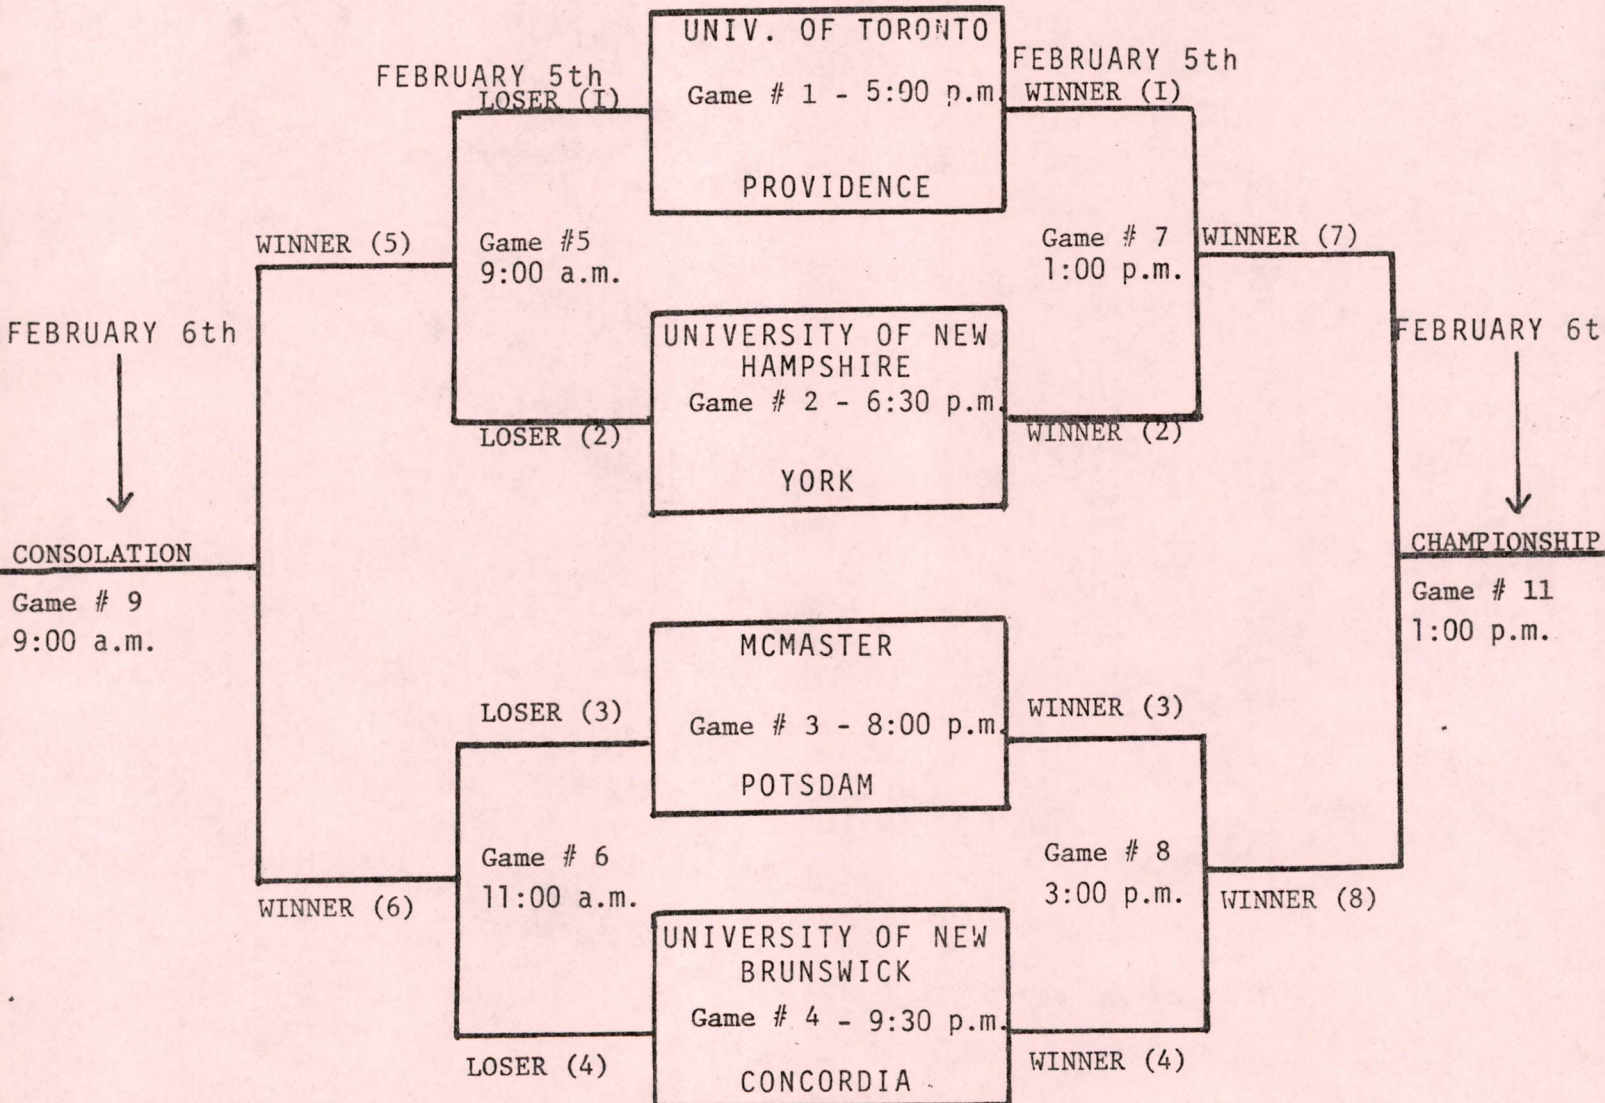 UNIV. OF TORONTO
Game # 1 - 5:00 p.m.
PROVIDENCE
FEBRUARY 5th
LOSER (I)
FEBRUARY 5th
WINNER (I)
WINNER (5)
Game #5
9:00 a.m.
Game # 7
1:00 p.m.
WINNER (7)
UNIVERSITY OF NEW
HAMPSHIRE
Game # 2 - 6:30 p.m.
YORK
LOSER (2)
WINNER (2)
FEBRUARY 6th
FEBRUARY 6t
CONSOLATION
Game # 9
9:00 a.m.
CHAMPIONSHIP
Game # 11
1:00 p.m.
MCMASTER
Game # 3 - 8:00 p.m.
POTSDAM
LOSER (3)
WINNER (3)
Game # 6
11:00 a.m.
Game # 8
3:00 p.m.
WINNER (6)
WINNER (8)
UNIVERSITY OF NEW
BRUNSWICK
Game # 4 - 9:30 p.m.
CONCORDIA
LOSER (4)
WINNER (4)